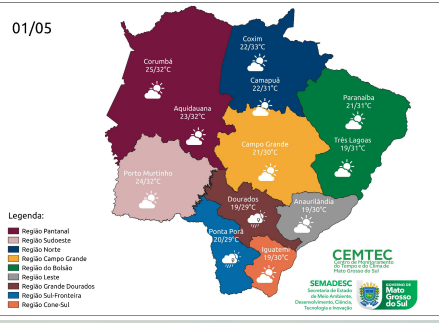 01/05
Coxim
22/33°C
Corumbá
25/32°C
Camapuã
22/31°C
Paranaíba
21/31°C
Aquidauana
23/32°C
Três Lagoas
19/31°C
Campo Grande
21/30°C
Porto Murtinho
24/32°C
Dourados
19/29°C
Anaurilândia
19/30°C
Ponta Porã
20/29°C
Iguatemi
19/30°C
Legenda:
Região Pantanal
Região Sudoeste
Região Norte
Região Campo Grande
Região do Bolsão
Região Leste
Região Grande Dourados
Região Sul-Fronteira
Região Cone-Sul
CEMTEC
Centro de Monitoramento
do Tempo e do Clima de
Mato Grosso do Sul
SEMADESC
Secretaria de Estado
de Meio Ambiente,
Desenvolvimento, Ciência,
Tecnologia e Inovação
GOVERNO DE
Mato
Grosso
do Sul